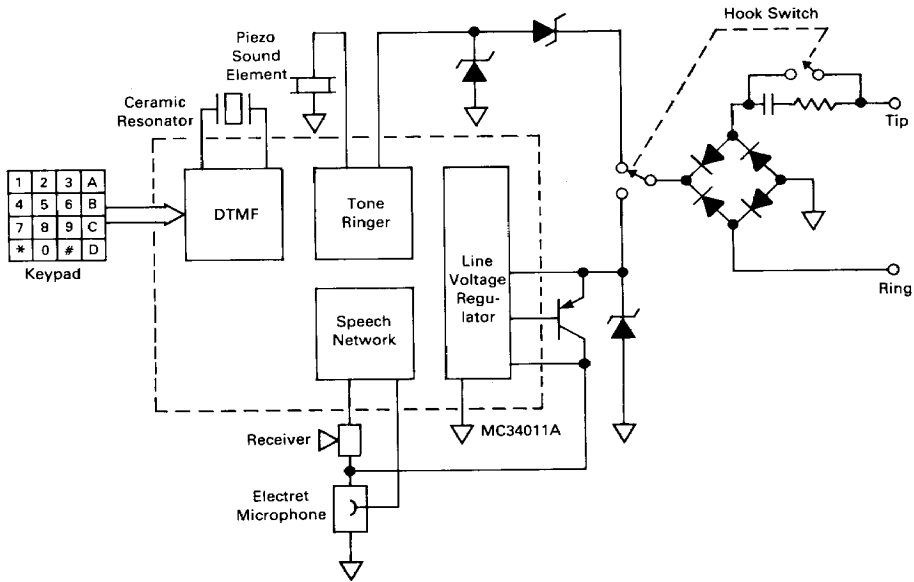 Hook Switch
Piezo
Sound
Element
Ceramic
Resonator
Tip
1 2 3 A
4 5 6 B
7 8 9 C
* 0 # D
Keypad
DTMF
Tone
Ringer
Line
Voltage
Regu-
lator
Ring
Speech
Network
MC34011A
Receiver
Electret
Microphone